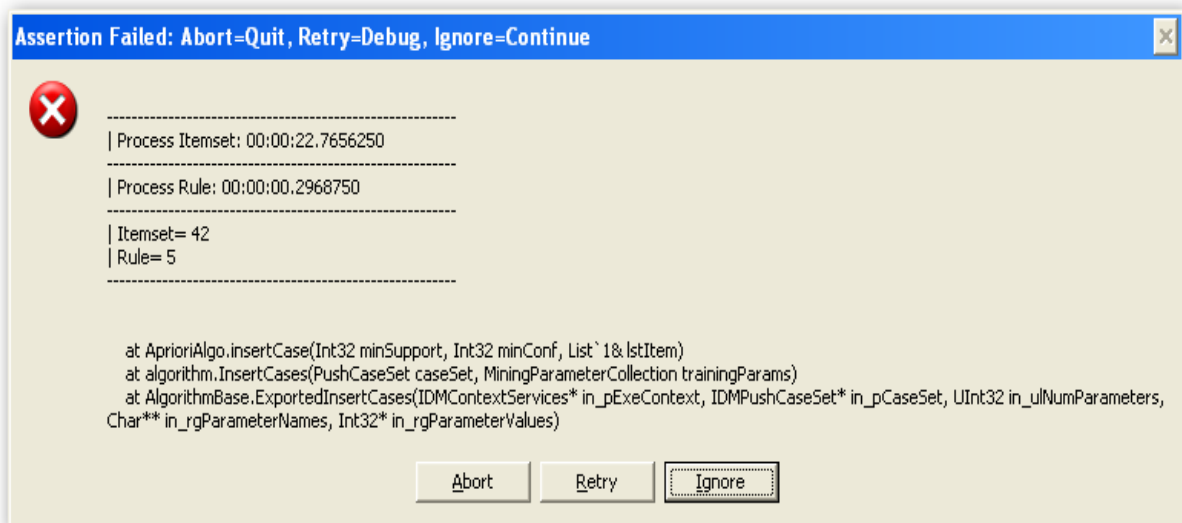 Assertion Failed: Abort=Quit, Retry=Debug, Ignore=Continue
--------------------------------------------------------
| Process Itemset: 00:00:22.7656250
--------------------------------------------------------
| Process Rule: 00:00:00.2968750
--------------------------------------------------------
| Itemset= 42
| Rule= 5
--------------------------------------------------------
at AprioriAlgo.insertCase(Int32 minSupport, Int32 minConf, List`1& lstItem)
at algorithm.InsertCases(PushCaseSet caseSet, MiningParameterCollection trainingParams)
at AlgorithmBase.ExportedInsertCases(IDMContextServices* in_pExeContext, IDMPushCaseSet* in_pCaseSet, UInt32 in_ulNumParameters,
Char** in_rgParameterNames, Int32* in_rgParameterValues)
Abort Retry Ignore